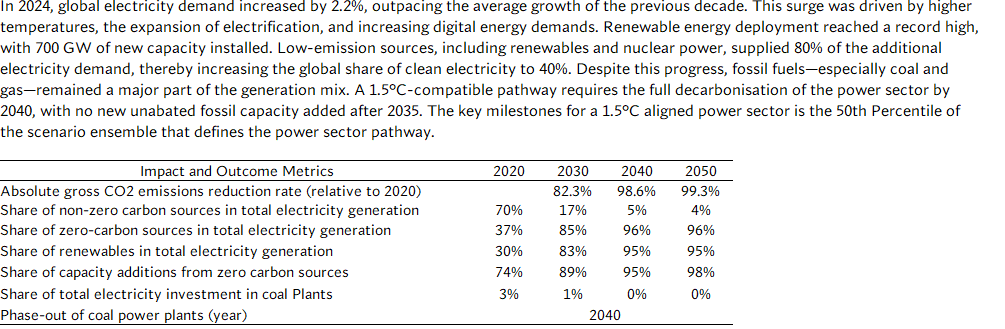 In 2024, global electricity demand increased by 2.2%, outpacing the average growth of the previous decade. This surge was driven by higher
temperatures, the expansion of electrification, and increasing digital energy demands. Renewable energy deployment reached a record high,
with 700 GW of new capacity installed. Low-emission sources, including renewables and nuclear power, supplied 80% of the additional
electricity demand, thereby increasing the global share of clean electricity to 40%. Despite this progress, fossil fuels—especially coal and
gas—remained a major part of the generation mix. A 1.5°C-compatible pathway requires the full decarbonisation of the power sector by
2040, with no new unabated fossil capacity added after 2035. The key milestones for a 1.5°C aligned power sector is the 50th Percentile of
the scenario ensemble that defines the power sector pathway.
Impact and Outcome Metrics 2020 2030 2040 2050
Absolute gross CO2 emissions reduction rate (relative to 2020) 82.3% 98.6% 99.3%
Share of non-zero carbon sources in total electricity generation 70% 17% 5% 4%
Share of zero-carbon sources in total electricity generation 37% 85% 96% 96%
Share of renewables in total electricity generation 30% 83% 95% 95%
Share of capacity additions from zero carbon sources 74% 89% 95% 98%
Share of total electricity investment in coal Plants 3% 1% 0% 0%
Phase-out of coal power plants (year) 2040